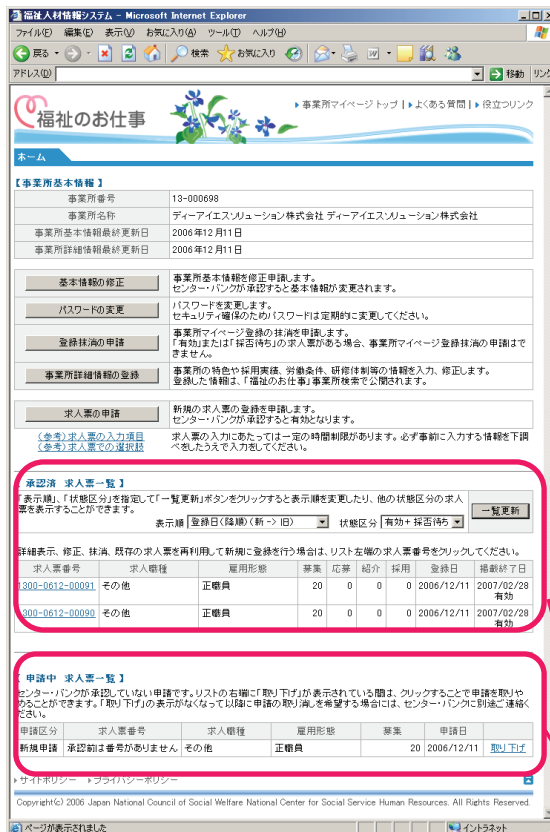 福祉人材情報システム - Microsoft Internet Explorer
ファイル(F) 編集(E) 表示(V) お気に入り(A) ツール(T) ヘルプ(H)
戻る 検索 お気に入り
アドレス(D) 移動 リンク
福祉のお仕事
事業所マイページトップ | よくある質問 | 役立つリンク
ホーム
【事業所基本情報】
事業所番号 13-000698
事業所名称 ディーアイエスソリューション株式会社 ディーアイエスソリューション株式会社
事業所基本情報最終更新日 2006年12月11日
事業所詳細情報最終更新日 2006年12月11日
基本情報の修正 事業所基本情報を修正申請します。
センター・バンクが承認すると基本情報が変更されます。
パスワードの変更 パスワードを変更します。
セキュリティ確保のためパスワードは定期的に変更してください。
登録抹消の申請 事業所マイページ登録の抹消を申請します。
「有効」または「採否待ち」の求人票がある場合、事業所マイページ登録抹消の申請はで
きません。
事業所詳細情報の登録 事業所の特色や採用実績、労働条件、研修体制等の情報を入力、修正します。
登録した情報は、「福祉のお仕事」事業所検索で公開されます。
求人票の申請 新規の求人票の登録を申請します。
センター・バンクが承認すると有効となります。
(参考)求人票の入力項目 求人票の入力にあたっては一定の時間制限があります。必ず事前に入力する情報を下調
(参考)求人票での選択肢 べをしたうえで入力をしてください。
【 承認済 求人票一覧 】
「表示順」、「状態区分」を指定して「一覧更新」ボタンをクリックすると表示順を変更したり、他の状態区分の求人
票を表示することができます。
一覧更新
表示順 登録日(降順)(新 -> 旧) 状態区分 有効+採否待ち
詳細表示、修正、抹消、既存の求人票を再利用して新規に登録を行う場合は、リスト左端の求人票番号をクリックしてください。
求人票番号 求人職種 雇用形態 募集 応募 紹介 採用 登録日 掲載終了日
1300-0612-00091 その他 正職員 20 0 0 0 2006/12/11 2007/02/28
有効
1300-0612-00090 その他 正職員 20 0 0 0 2006/12/11 2007/02/28
有効
【 申請中 求人票一覧 】
センター・バンクが承認していない申請です。リストの右端に「取り下げ」が表示されている間は、クリックすることで申請を取りや
めることができます。「取り下げ」の表示がなくなって以降に申請の取り消しを希望する場合には、センター・バンクに別途ご連絡く
ださい。
申請区分 求人票番号 求人職種 雇用形態 募集 申請日
新規申請 承認前は番号がありません その他 正職員 20 2006/12/11 取り下げ
サイトポリシー プライバシーポリシー
Copyright(c) 2006 Japan National Council of Social Welfare National Center for Social Service Human Resources. All Rights Reserved.
ページが表示されました イントラネット